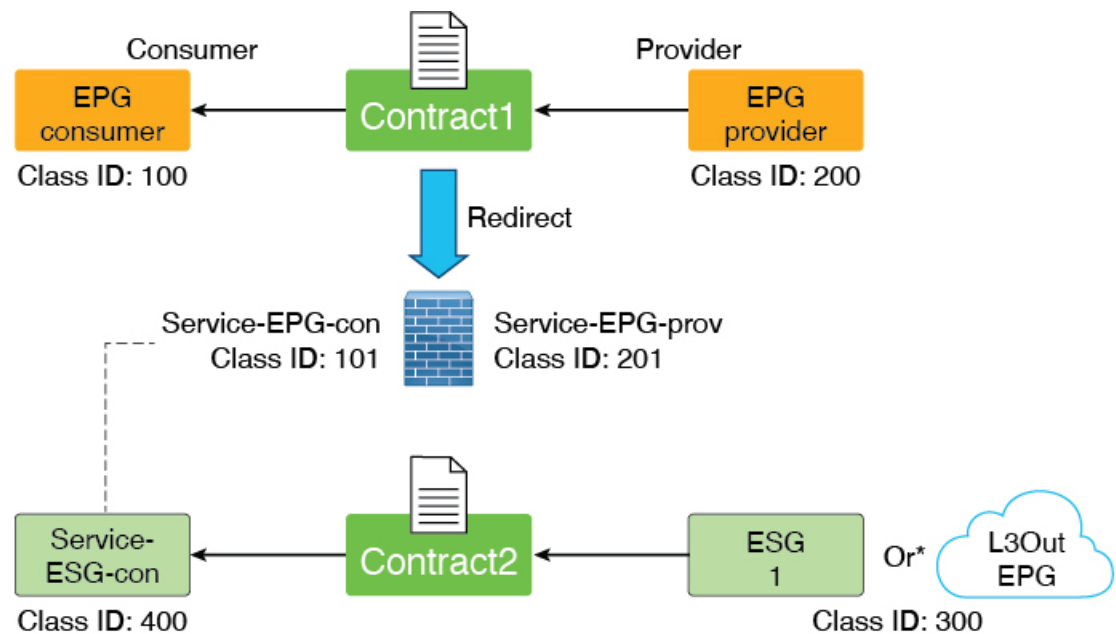 Consumer
Provider
EPG
consumer
Contract1
EPG
provider
Class ID: 100
Class ID: 200
Redirect
Service-EPG-con
Class ID: 101
Service-EPG-prov
Class ID: 201
Service-
ESG-con
Contract2
ESG
1
Or*
L3Out
EPG
Class ID: 400
Class ID: 300